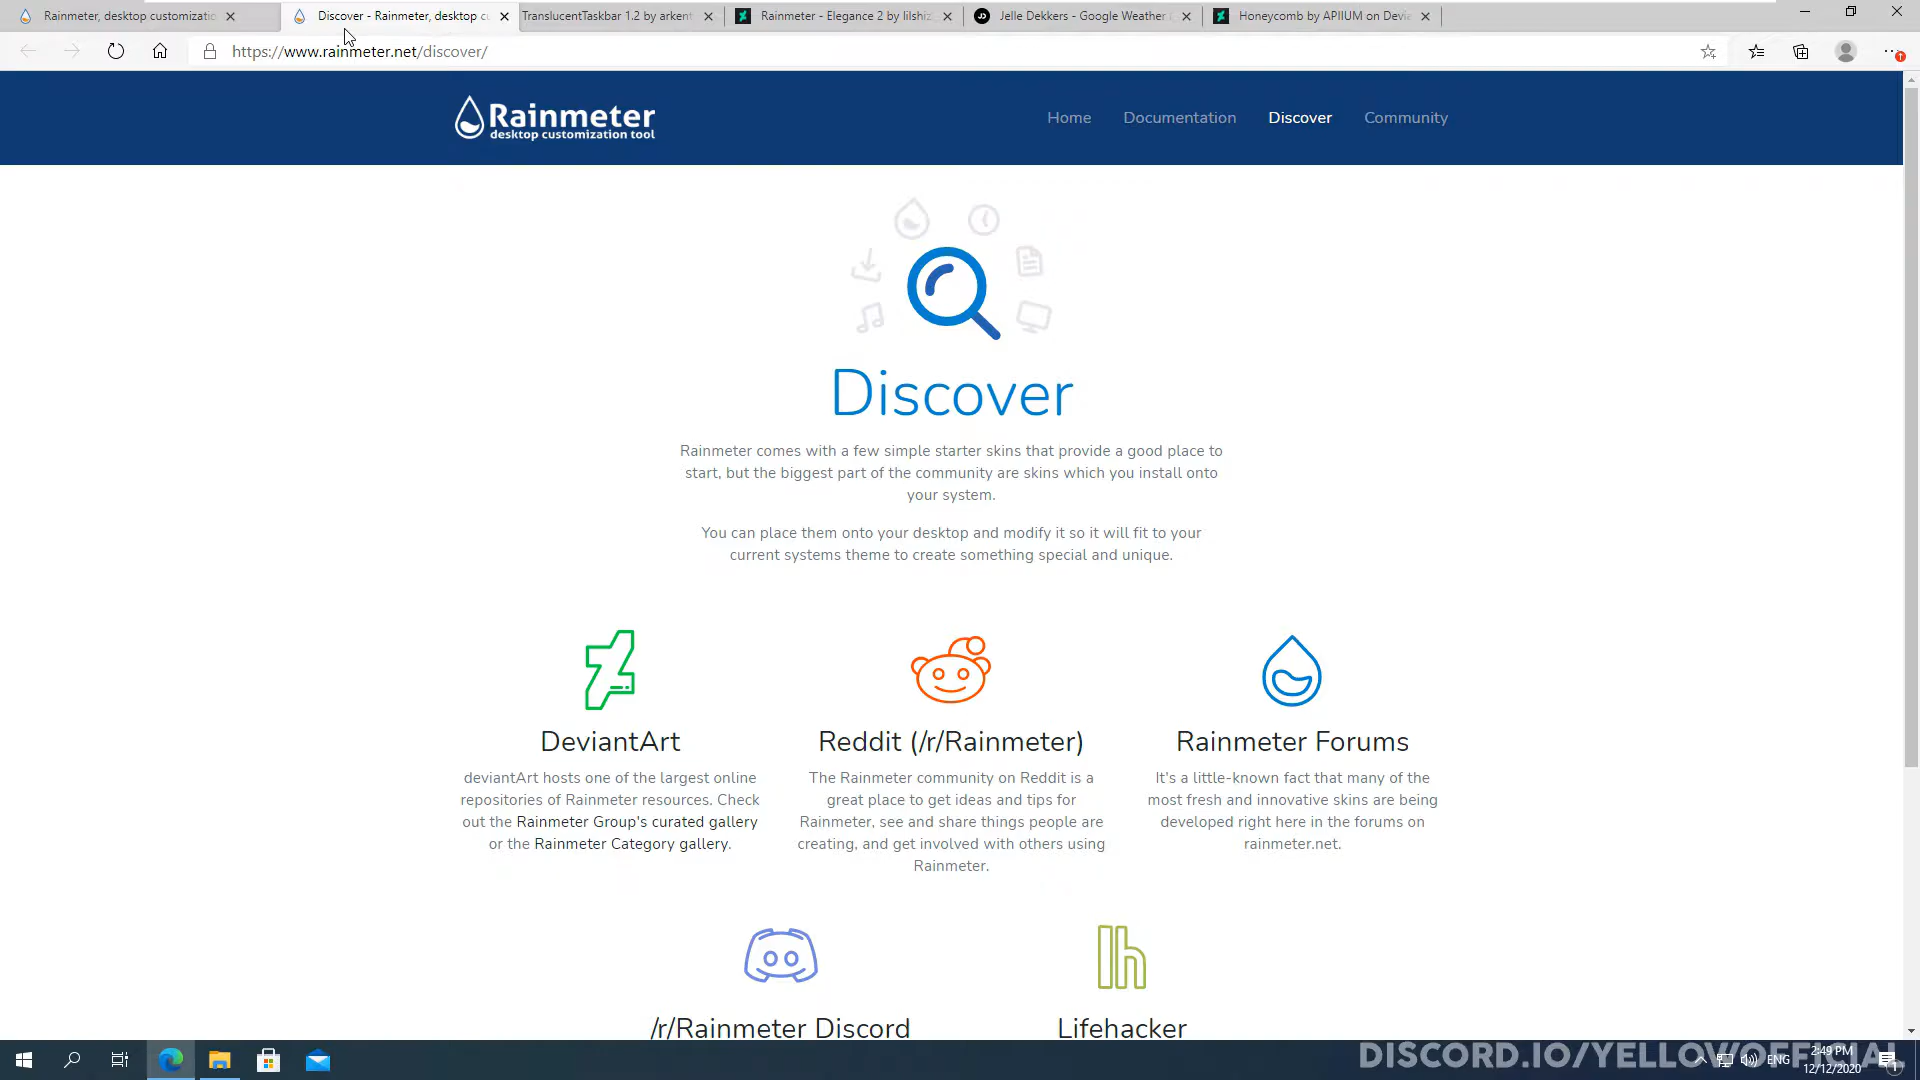 Rainmeter, desktop customizatio
Discover - Rainmeter, desktop cu
TranslucentTaskbar 1.2 by arkent
Rainmeter - Elegance 2 by lilshiz
Jelle Dekkers - Google Weather
Honeycomb by APIIUM on Devia
https://www.rainmeter.net/discover/
Rainmeter
desktop customization tool
Home
Documentation
Discover
Community
Discover
Rainmeter comes with a few simple starter skins that provide a good place to
start, but the biggest part of the community are skins which you install onto
your system.
You can place them onto your desktop and modify it so it will fit to your
current systems theme to create something special and unique.
DeviantArt
deviantArt hosts one of the largest online
repositories of Rainmeter resources. Check
out the Rainmeter Group's curated gallery
or the Rainmeter Category gallery.
Reddit (/r/Rainmeter)
The Rainmeter community on Reddit is a
great place to get ideas and tips for
Rainmeter, see and share things people are
creating, and get involved with others using
Rainmeter.
Rainmeter Forums
It's a little-known fact that many of the
most fresh and innovative skins are being
developed right here in the forums on
rainmeter.net.
/r/Rainmeter Discord
Lifehacker
DISCORD.IO/YELLOWOFFICIAL
ENG
2:49 PM
12/12/2020
1